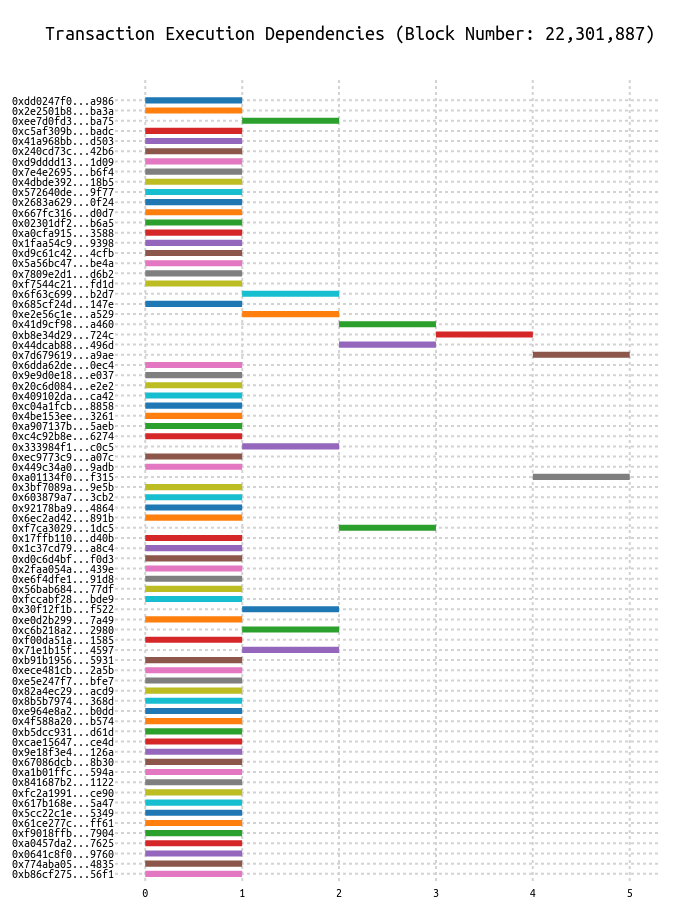 Transaction Execution Dependencies (Block Number: 22,301,887)
0xdd0247f0...a986
0x2e2501b8...ba3a
0xee7d0fd3...ba75
0xc5af309b...badc
0x41a968bb...d503
0x240cd73c...42b6
0xd9dddd13...1d09
0x7e4e2695...b6f4
0x4dbde392...18b5
0x572640de...9f77
0x2683a629...0f24
0x667fc316...d0d7
0x02301df2...b6a5
0xa0cfa915...3588
0x1faa54c9...9398
0xd9c61c42...4cfb
0x5a56bc47...be4a
0x7809e2d1...d6b2
0xf7544c21...fd1d
0x6f63c699...b2d7
0x685cf24d...147e
0xe2e56c1e...a529
0x41d9cf98...a460
0xb8e34d29...724c
0x44dcab88...496d
0x7d679619...a9ae
0x6dda62de...0ec4
0x9e9d0e18...e037
0x20c6d084...e2e2
0x409102da...ca42
0xc04a1fcb...8858
0x4be153ee...3261
0xa907137b...5aeb
0xc4c92b8e...6274
0x333984f1...c0c5
0xec9773c9...a07c
0x449c34a0...9adb
0xa01134f0...f315
0x3bf7089a...9e5b
0x603879a7...3cb2
0x92178ba9...4864
0x6ec2ad42...891b
0xf7ca3029...1dc5
0x17ffb110...d40b
0x1c37cd79...a8c4
0xd0c6d4bf...f0d3
0x2faa054a...439e
0xe6f4dfe1...91d8
0x56bab684...77df
0xfccabf28...bde9
0x30f12f1b...f522
0xe0d2b299...7a49
0xc6b218a2...2980
0xf00da51a...1585
0x71e1b15f...4597
0xb91b1956...5931
0xece481cb...2a5b
0xe5e247f7...bfe7
0x82a4ec29...acd9
0x8b5b7974...368d
0xe964e8a2...b0dd
0x4f588a20...b574
0xb5dcc931...d61d
0xcae15647...ce4d
0x9e18f3e4...126a
0x67086dcb...8b30
0xa1b01ffc...594a
0x841687b2...1122
0xfc2a1991...ce90
0x617b168e...5a47
0x5cc22c1e...5349
0x61ce277c...ff61
0xf9018ffb...7904
0xa0457da2...7625
0x0641c8f0...9760
0x774aba05...4835
0xb86cf275...56f1
0 1 2 3 4 5